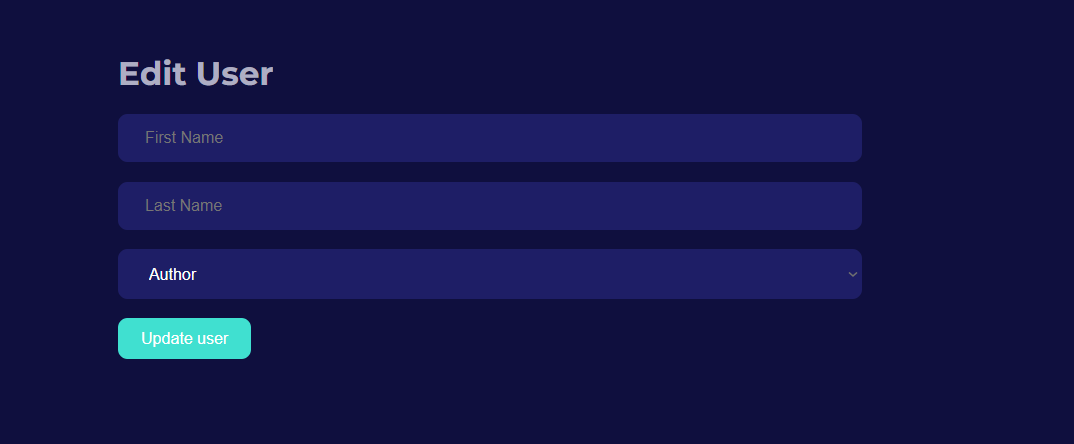 Edit User
First Name
Last Name
Author
Update user